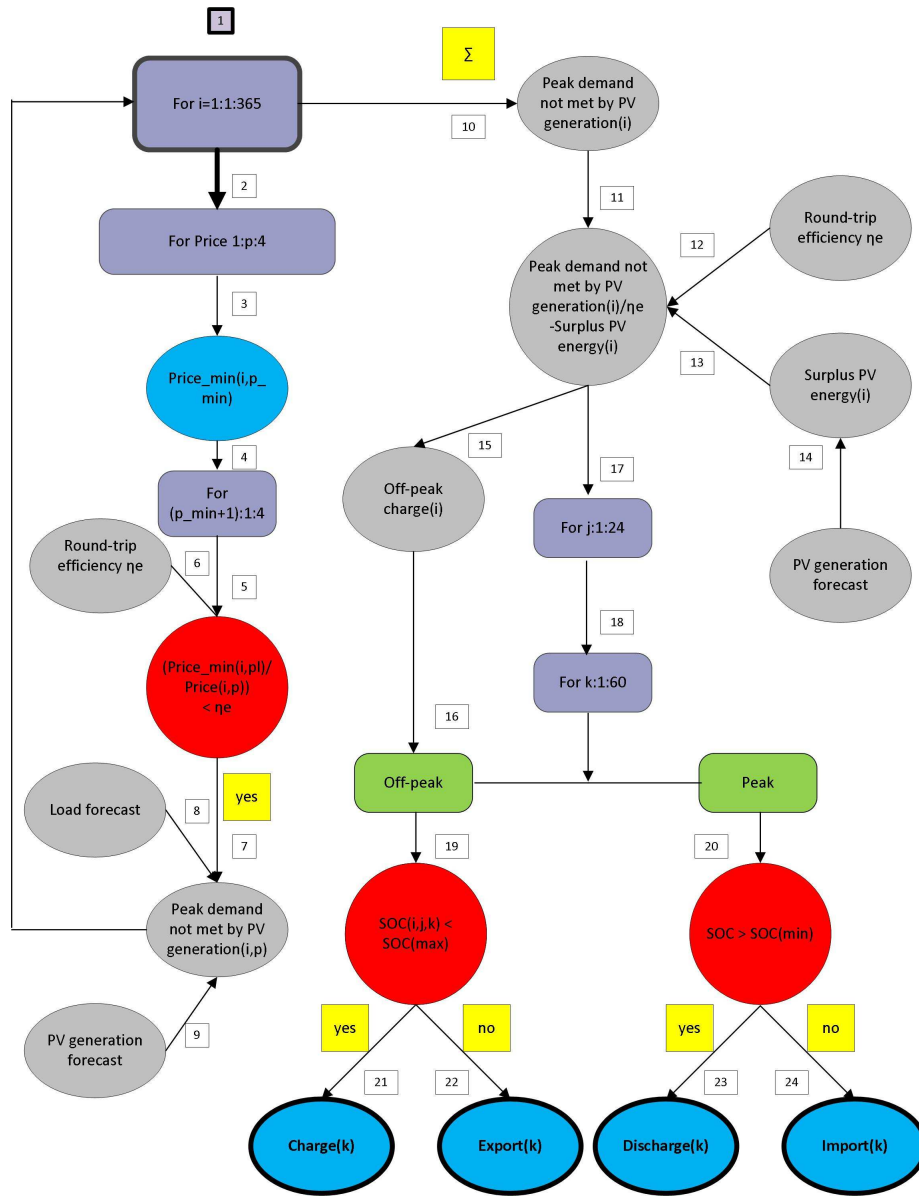 1
Σ
For i=1:1:365
Peak demand
not met by PV
generation(i)
10
2
11
For Price 1:p:4
Round-trip
efficiency ηe
12
3
Peak demand not
met by PV
generation(i)/ηe
-Surplus PV
energy(i)
13
Price_min(i,p_
min)
Surplus PV
energy(i)
4
15
14
17
For
(p_min+1):1:4
Off-peak
charge(i)
For j:1:24
Round-trip
efficiency ηe
6
5
PV generation
forecast
18
(Price_min(i,pl)/
Price(i,p))
< ηe
For k:1:60
16
yes
Off-peak
Peak
Load forecast
8
7
19
20
Peak demand
not met by PV
generation(i,p)
SOC(i,j,k) <
SOC(max)
SOC > SOC(min)
PV generation
forecast
9
yes
no
yes
no
21
22
23
24
Charge(k)
Export(k)
Discharge(k)
Import(k)